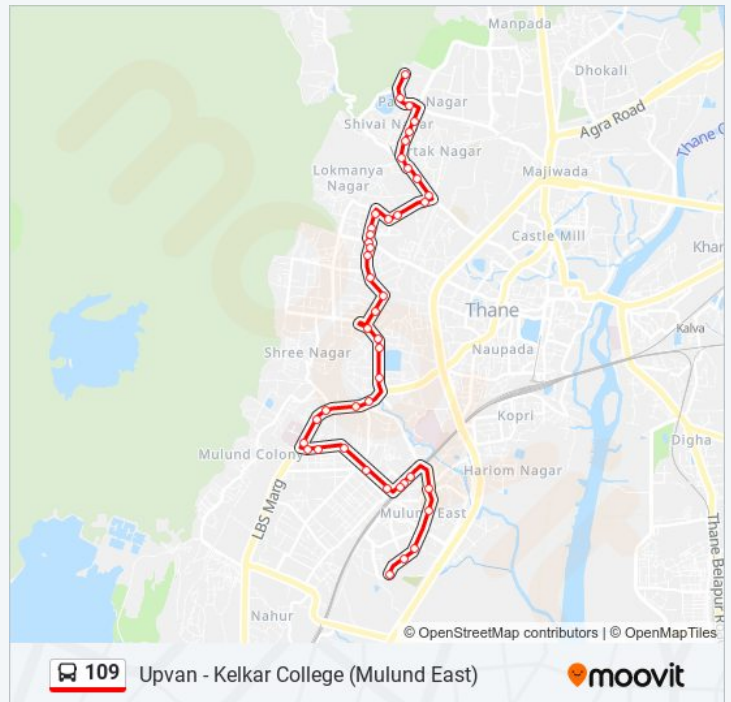 Manpada
Dhokali
Agra Road
Shivai Nagar
Vartak Nagar
Lokmanya
Nagar
Majiwada
Castle Mill
Thane
Kalva
Naupada
Shree Nagar
Kopri
Digha
Mulund Colony
Hariom Nagar
LBS Marg
Mulund East
Thane Belapur
Nahur
© OpenStreetMap contributors | © OpenMapTiles
109 Upvan - Kelkar College (Mulund East)
moovit